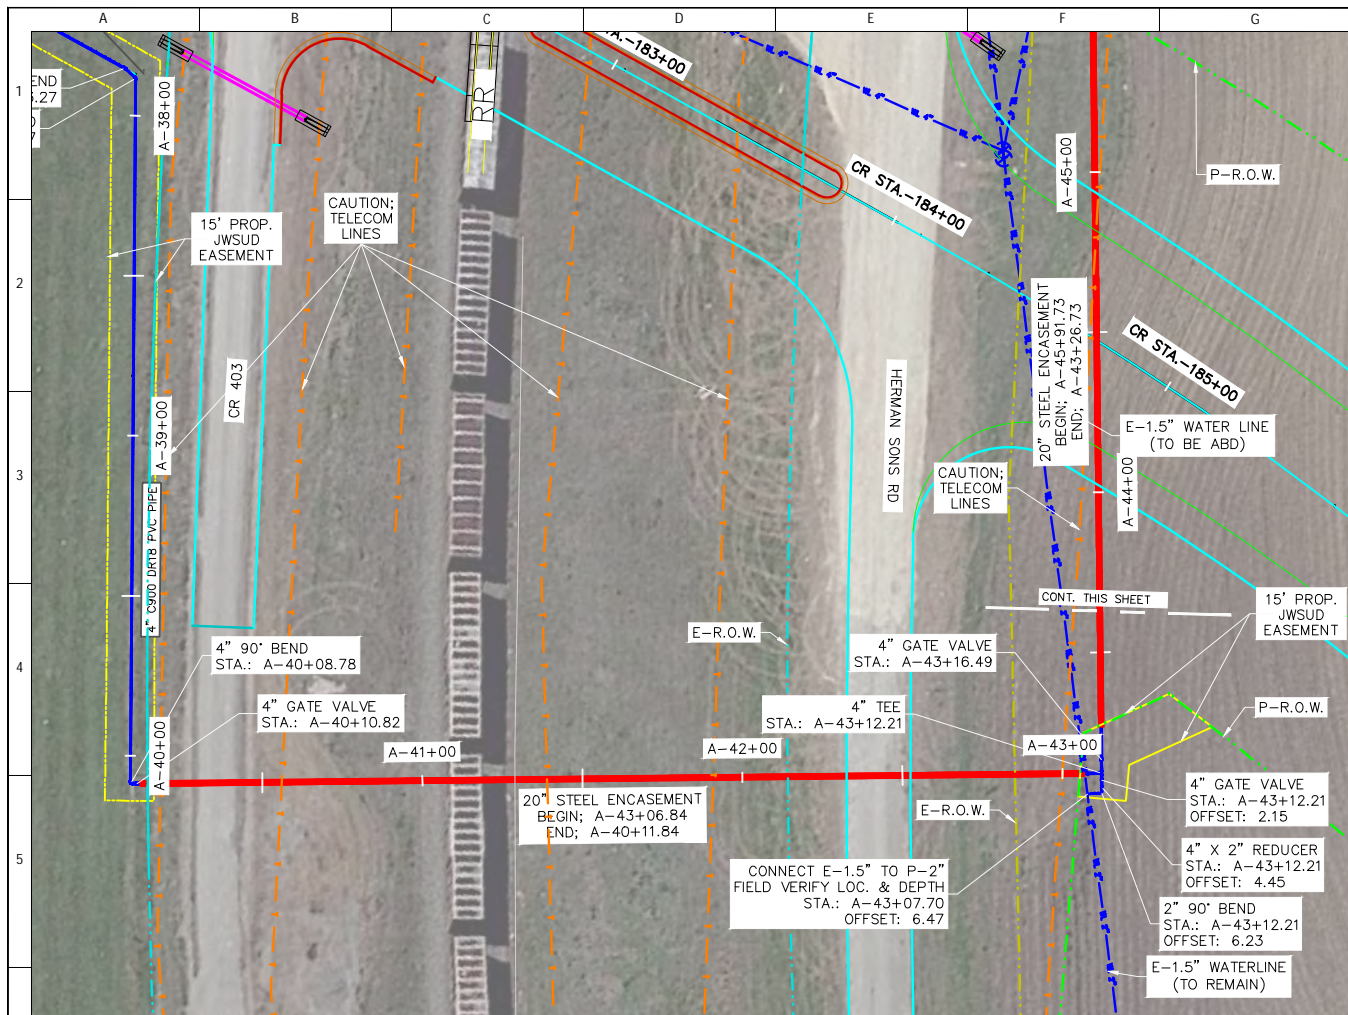 A B C D E F G
1
2
3
4
5
END
3.27
7
A-38+00
15' PROP.
JWSUD
EASEMENT
CAUTION;
TELECOM
LINES
RR
STA.-183+00
CR STA.-184+00
A-45+00
P-R.O.W.
CR 403
A-39+00
4" C900 DR18 PVC PIPE
HERMAN SONS RD
20" STEEL ENCASEMENT
BEGIN; A-45+91.73
END; A-43+26.73
CR STA.-185+00
E-1.5" WATER LINE
(TO BE ABD)
CAUTION;
TELECOM
LINES
A-44+00
CONT. THIS SHEET
15' PROP.
JWSUD
EASEMENT
E-R.O.W.
4" 90° BEND
STA.: A-40+08.78
4" GATE VALVE
STA.: A-43+16.49
4" GATE VALVE
STA.: A-40+10.82
4" TEE
STA.: A-43+12.21
P-R.O.W.
A-40+00
A-41+00
A-42+00
A-43+00
20" STEEL ENCASEMENT
BEGIN; A-43+06.84
END; A-40+11.84
E-R.O.W.
4" GATE VALVE
STA.: A-43+12.21
OFFSET: 2.15
4" X 2" REDUCER
STA.: A-43+12.21
OFFSET: 4.45
CONNECT E-1.5" TO P-2"
FIELD VERIFY LOC. & DEPTH
STA.: A-43+07.70
OFFSET: 6.47
2" 90° BEND
STA.: A-43+12.21
OFFSET: 6.23
E-1.5" WATERLINE
(TO REMAIN)